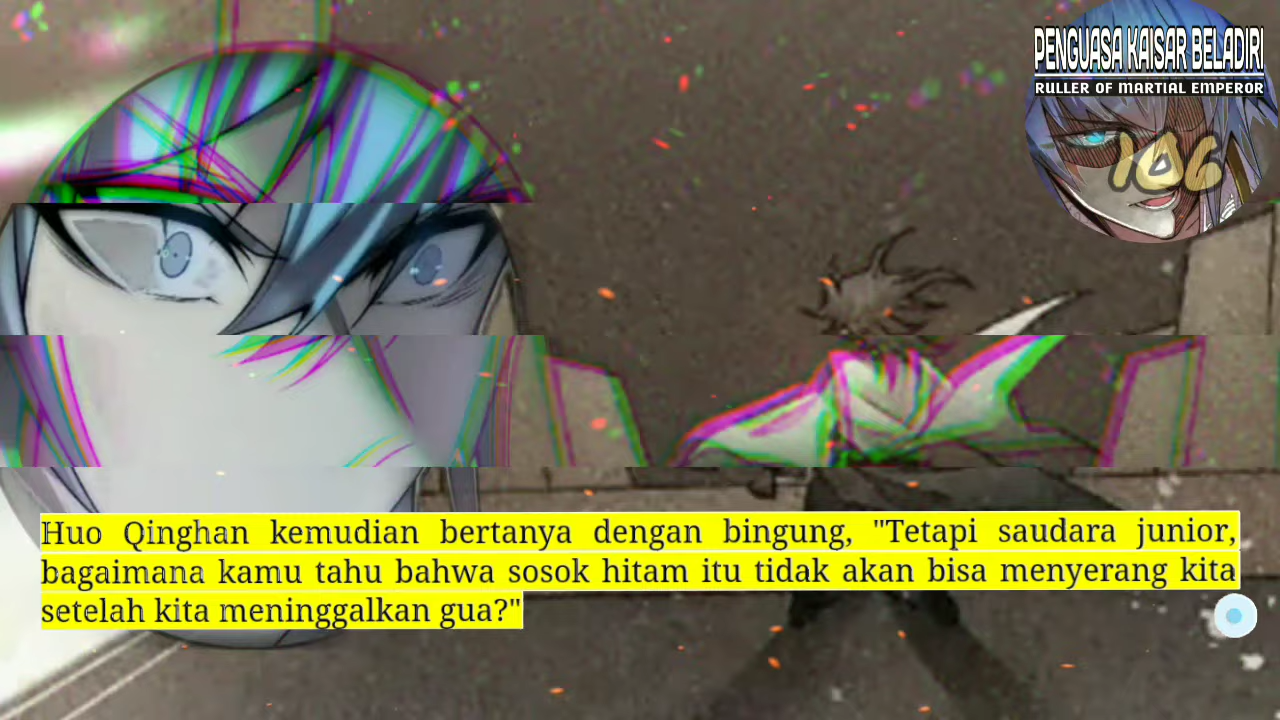 PENGUASA KAISAR BELADIRI
RULLER OF MARTIAL EMPEROR
106
Huo Qinghan kemudian bertanya dengan bingung, "Tetapi saudara junior,
bagaimana kamu tahu bahwa sosok hitam itu tidak akan bisa menyerang kita
setelah kita meninggalkan gua?"